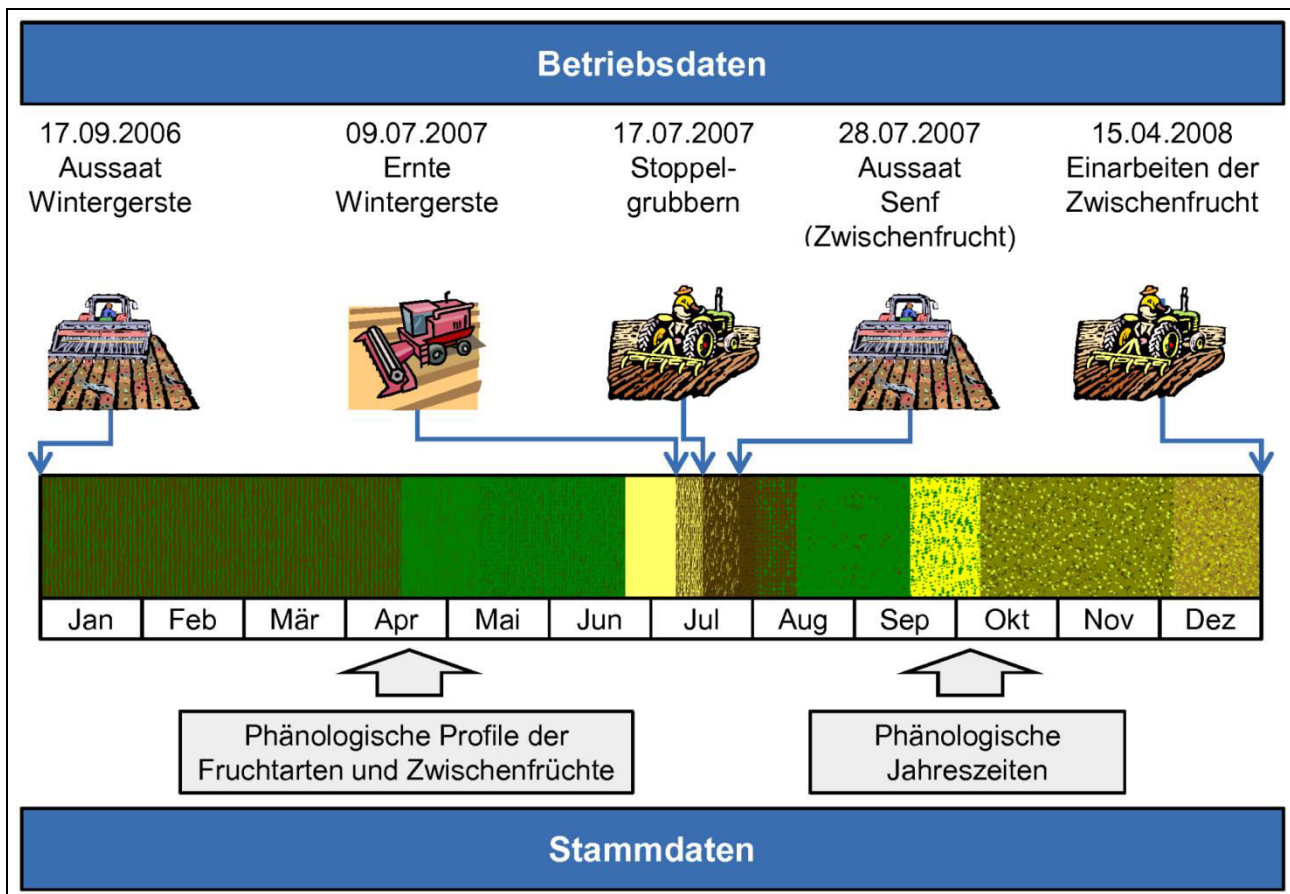 Betriebsdaten
17.09.2006
Aussaat
Wintergerste
09.07.2007
Ernte
Wintergerste
17.07.2007
Stoppel-
grubbern
28.07.2007
Aussaat
Senf
(Zwischenfrucht)
15.04.2008
Einarbeiten der
Zwischenfrucht
Jan Feb Mär Apr Mai Jun Jul Aug Sep Okt Nov Dez
Phänologische Profile der
Fruchtarten und Zwischenfrüchte
Phänologische
Jahreszeiten
Stammdaten